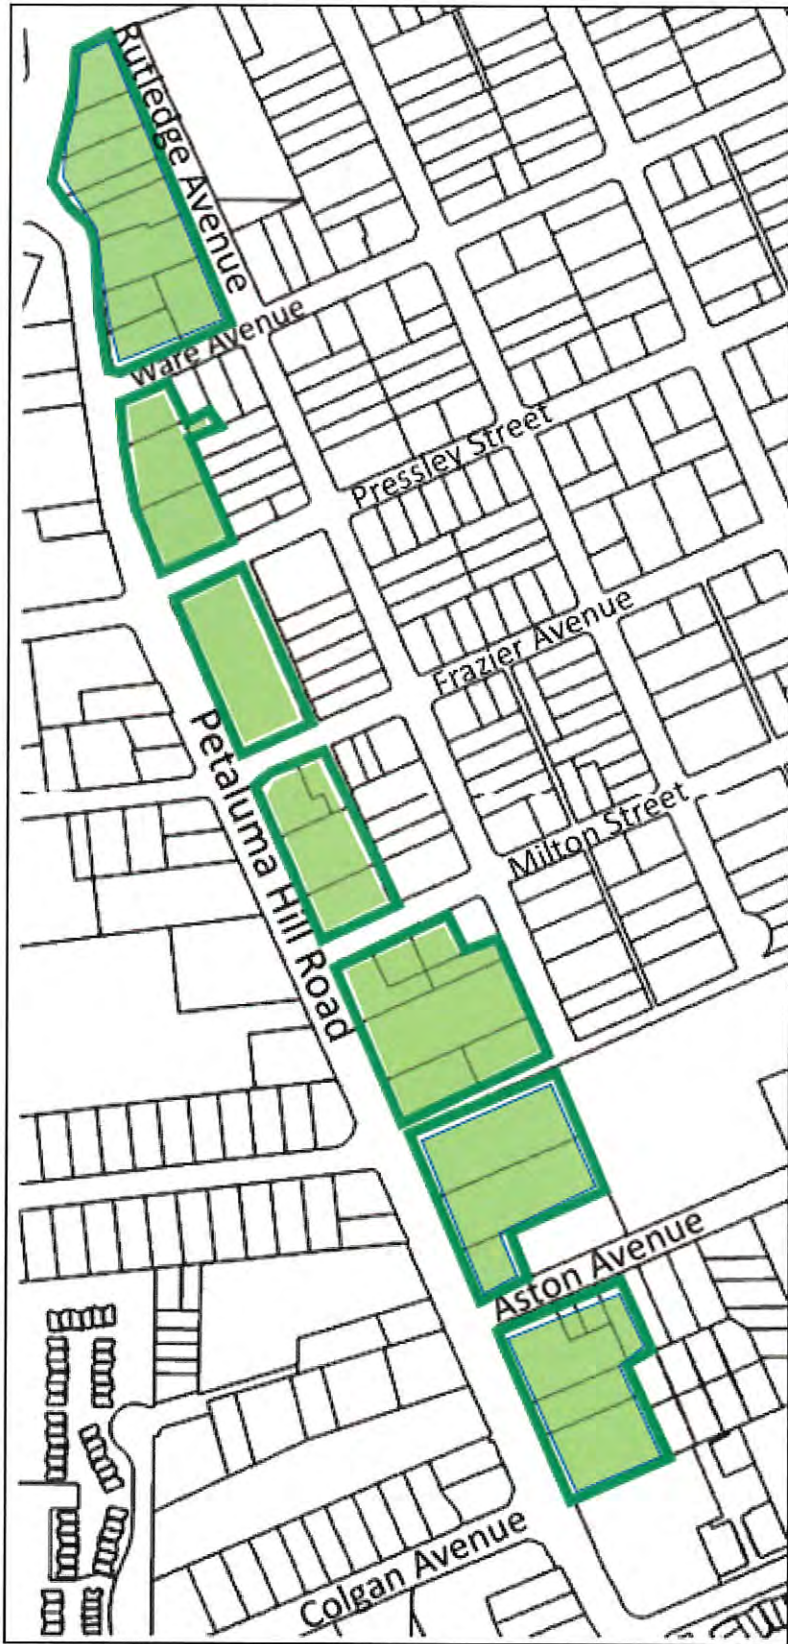 Rutledge Avenue
Ware Avenue
Pressley Street
Frazier Avenue
Petaluma Hill Road
Milton Street
Aston Avenue
Colgan Avenue